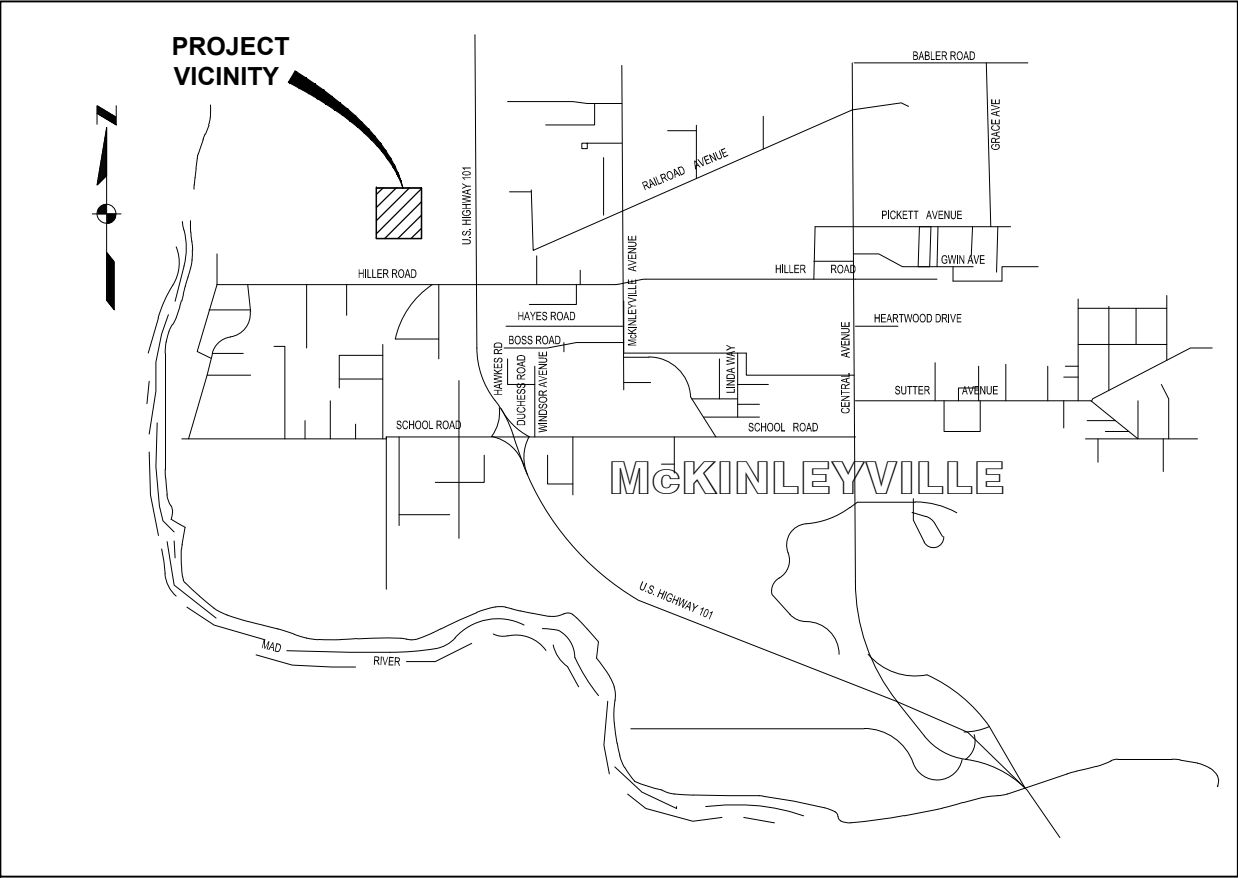 PROJECT
VICINITY
N
BABLER ROAD
GRACE AVE
RAILROAD AVENUE
U.S. HIGHWAY 101
PICKETT AVENUE
McKINLEYVILLE AVENUE
GWIN AVE
HILLER ROAD
HILLER ROAD
HAYES ROAD
HEARTWOOD DRIVE
BOSS ROAD
HAWKES RD
DUCHESS ROAD
WINDSOR AVENUE
LINDA WAY
CENTRAL AVENUE
SUTTER AVENUE
SCHOOL ROAD
SCHOOL ROAD
McKINLEYVILLE
U.S. HIGHWAY 101
MAD RIVER